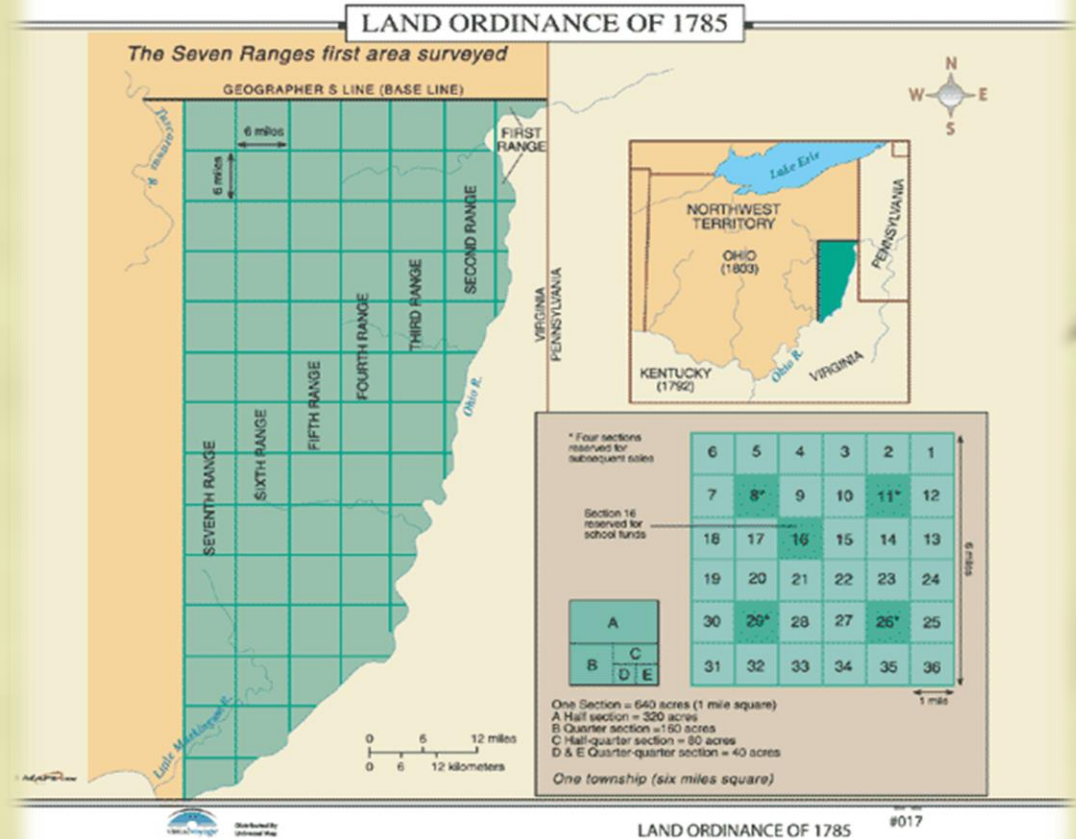 LAND ORDINANCE OF 1785
The Seven Ranges first area surveyed
GEOGRAPHER S LINE (BASE LINE)
Tuscarawas R.
6 miles
6 miles
FIRST
RANGE
SECOND RANGE
THIRD RANGE
FOURTH RANGE
FIFTH RANGE
SIXTH RANGE
SEVENTH RANGE
VIRGINIA
PENNSYLVANIA
Ohio R.
Little Muskingum R.
0 6 12 miles
0 6 12 kilometers
N
W E
S
Lake Erie
NORTHWEST
TERRITORY
OHIO
(1803)
PENNSYLVANIA
KENTUCKY
(1792)
Ohio R.
VIRGINIA
* Four sections
reserved for
subsequent sales
Section 16
reserved for
school funds
6 5 4 3 2 1
7 8* 9 10 11* 12
18 17 16 15 14 13
19 20 21 22 23 24
30 29* 28 27 26* 25
31 32 33 34 35 36
6 miles
1 mile
A
B
C
D E
One Section = 640 acres (1 mile square)
A Half section = 320 acres
B Quarter section =160 acres
C Half-quarter section = 80 acres
D & E Quarter-quarter section = 40 acres
One township (six miles square)
Distributed by
Universal Map
LAND ORDINANCE OF 1785
#017